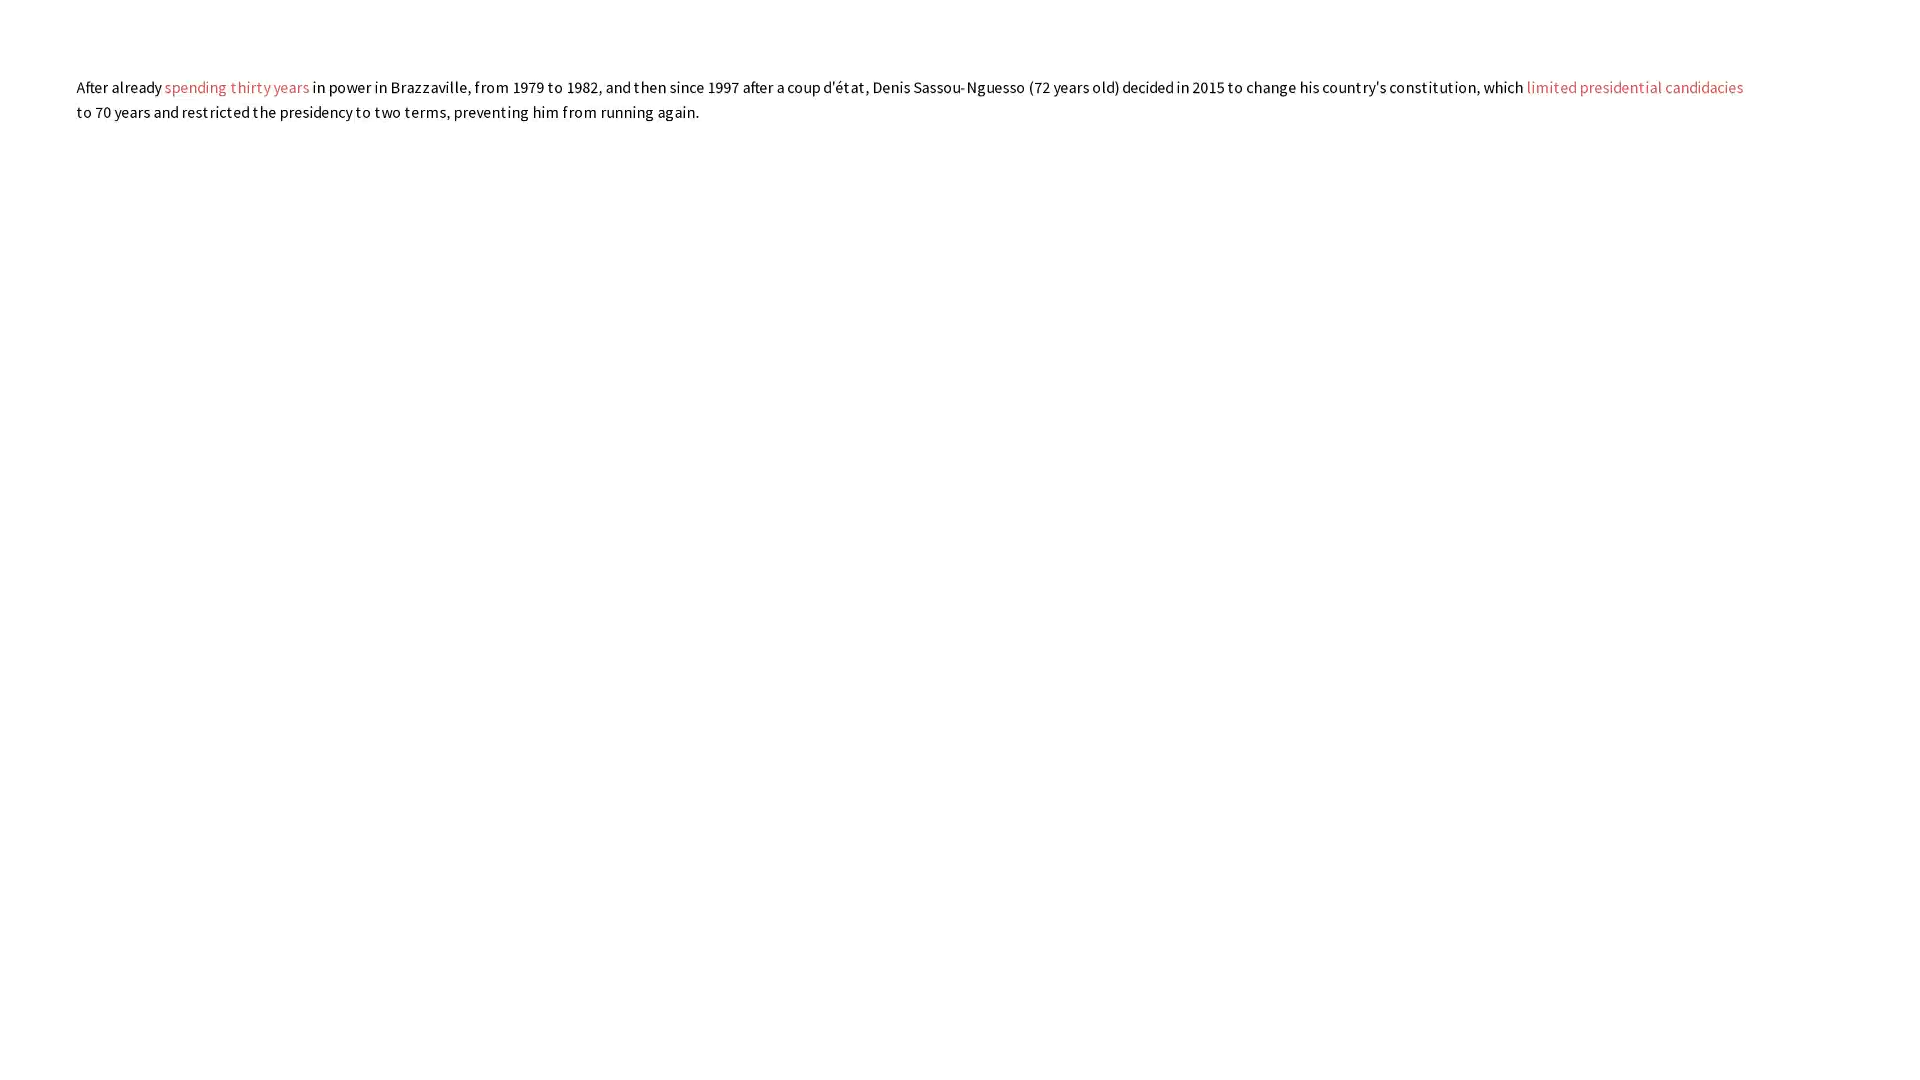 After already spending thirty years in power in Brazzaville, from 1979 to 1982, and then since 1997 after a coup d'état, Denis Sassou-Nguesso (72 years old) decided in 2015 to change his country's constitution, which limited presidential candidacies
to 70 years and restricted the presidency to two terms, preventing him from running again.